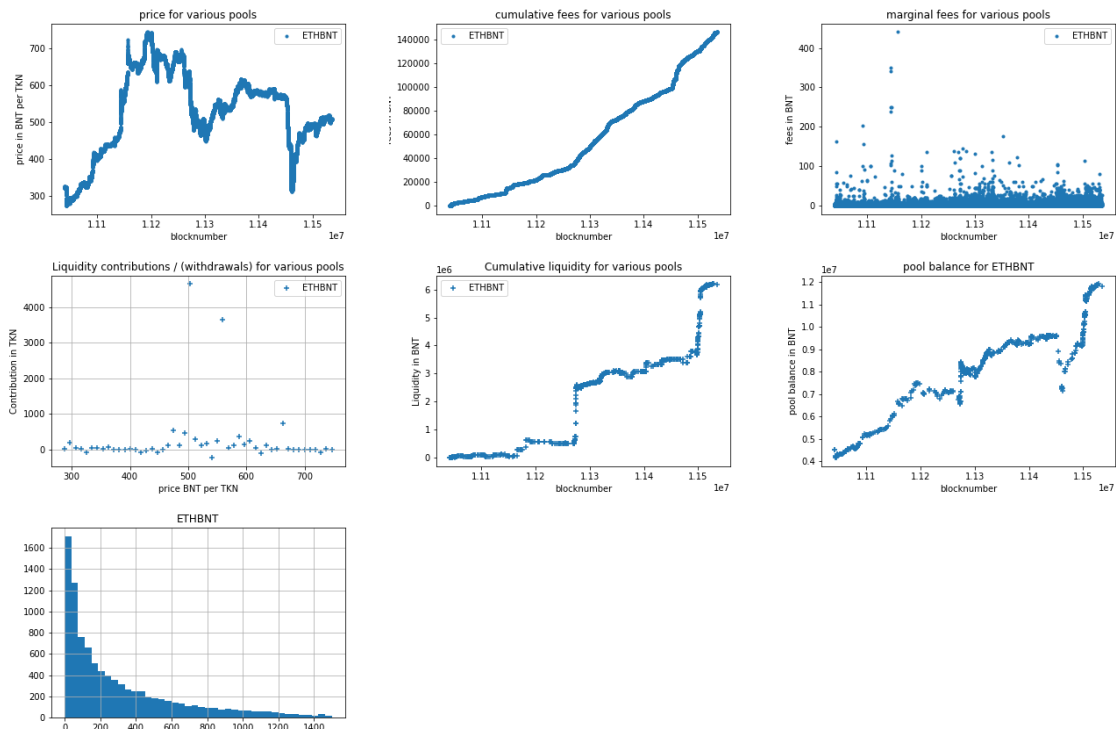 price for various pools
ETHBNT
price in BNT per TKN
700
600
500
400
300
1.11 1.12 1.13 1.14 1.15
1e7
blocknumber
cumulative fees for various pools
ETHBNT
fees in BNT
140000
120000
100000
80000
60000
40000
20000
0
1.11 1.12 1.13 1.14 1.15
1e7
blocknumber
marginal fees for various pools
ETHBNT
fees in BNT
400
300
200
100
0
1.11 1.12 1.13 1.14 1.15
1e7
blocknumber
Liquidity contributions / (withdrawals) for various pools
ETHBNT
Contribution in TKN
4000
3000
2000
1000
0
300 400 500 600 700
price BNT per TKN
Cumulative liquidity for various pools
1e6
ETHBNT
Liquidity in BNT
6
5
4
3
2
1
0
1.11 1.12 1.13 1.14 1.15
1e7
blocknumber
pool balance for ETHBNT
1e7
pool balance in BNT
1.2
1.1
1.0
0.9
0.8
0.7
0.6
0.5
0.4
1.11 1.12 1.13 1.14 1.15
1e7
blocknumber
ETHBNT
1600
1400
1200
1000
800
600
400
200
0
0 200 400 600 800 1000 1200 1400